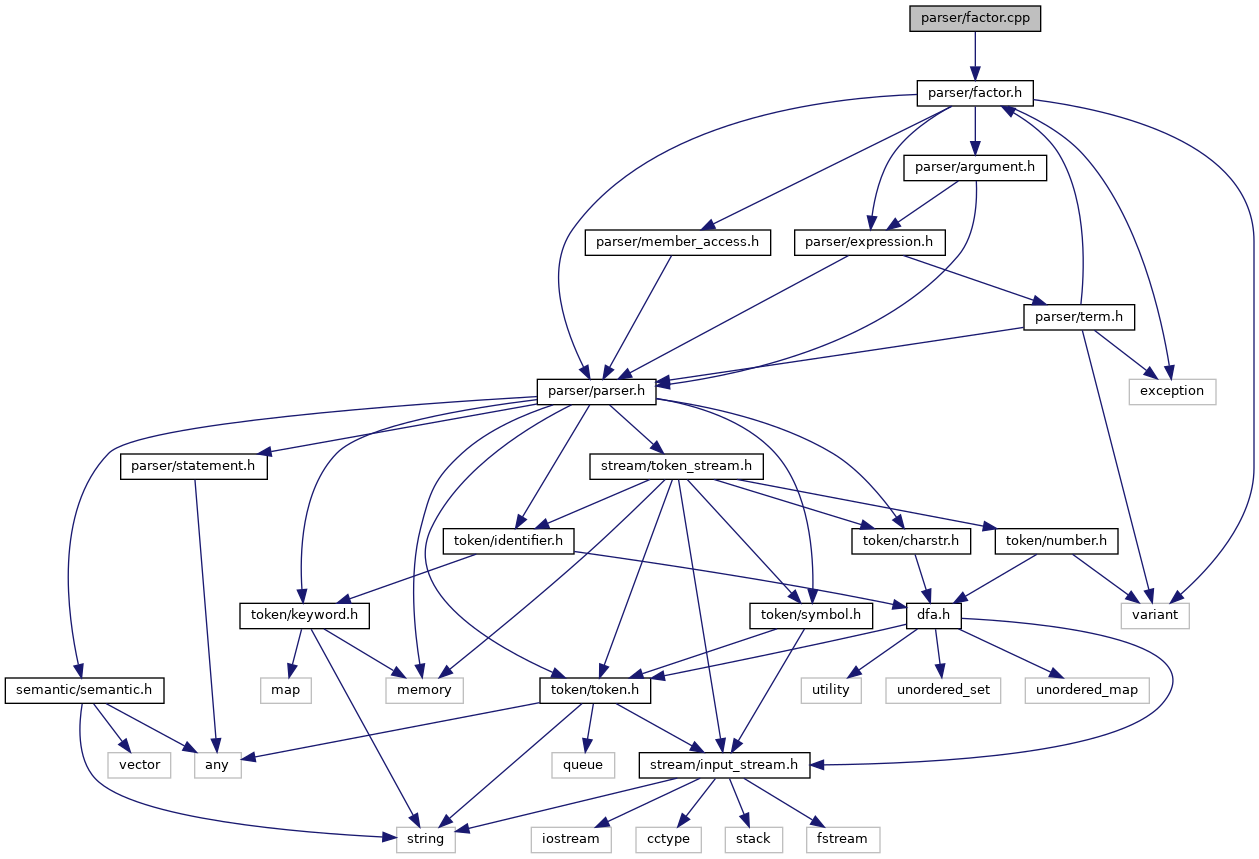 parser/factor.cpp
parser/factor.h
parser/argument.h
parser/member_access.h
parser/expression.h
parser/term.h
parser/parser.h
exception
parser/statement.h
stream/token_stream.h
token/identifier.h
token/charstr.h
token/number.h
token/keyword.h
token/symbol.h
dfa.h
variant
semantic/semantic.h
map
memory
token/token.h
utility
unordered_set
unordered_map
vector
any
queue
stream/input_stream.h
string
iostream
cctype
stack
fstream